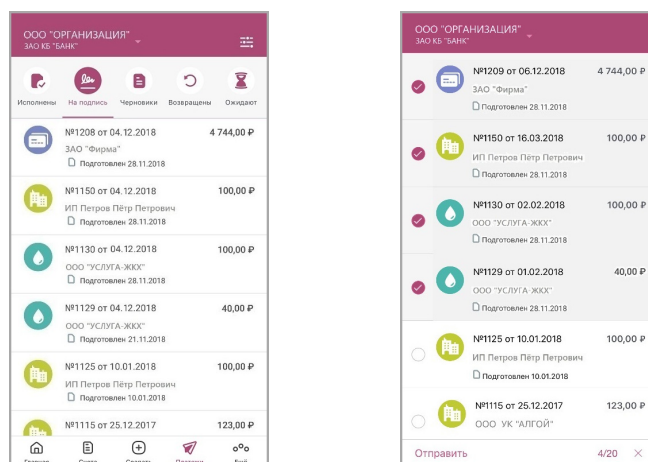 ООО "ОРГАНИЗАЦИЯ"
ЗАО КБ "БАНК"
Исполнены На подпись Черновики Возвращены Ожидают
№1208 от 04.12.2018 4 744,00 ₽
ЗАО "Фирма"
Подготовлен 28.11.2018
№1150 от 04.12.2018 100,00 ₽
ИП Петров Пётр Петрович
Подготовлен 28.11.2018
№1130 от 04.12.2018 100,00 ₽
ООО "УСЛУГА-ЖКХ"
Подготовлен 28.11.2018
№1129 от 04.12.2018 40,00 ₽
ООО "УСЛУГА-ЖКХ"
Подготовлен 21.11.2018
№1125 от 10.01.2018 100,00 ₽
ИП Петров Пётр Петрович
Подготовлен 10.01.2018
№1115 от 25.12.2017 123,00 ₽
ООО "ОРГАНИЗАЦИЯ"
ЗАО КБ "БАНК"
№1209 от 06.12.2018 4 744,00 ₽
ЗАО "Фирма"
Подготовлен 28.11.2018
№1150 от 16.03.2018 100,00 ₽
ИП Петров Пётр Петрович
Подготовлен 28.11.2018
№1130 от 02.02.2018 100,00 ₽
ООО "УСЛУГА-ЖКХ"
Подготовлен 28.11.2018
№1129 от 01.02.2018 40,00 ₽
ООО "УСЛУГА-ЖКХ"
Подготовлен 28.11.2018
№1125 от 10.01.2018 100,00 ₽
ИП Петров Пётр Петрович
Подготовлен 10.01.2018
№1115 от 25.12.2017 123,00 ₽
ООО УК "АЛГОЙ"
Отправить 4/20